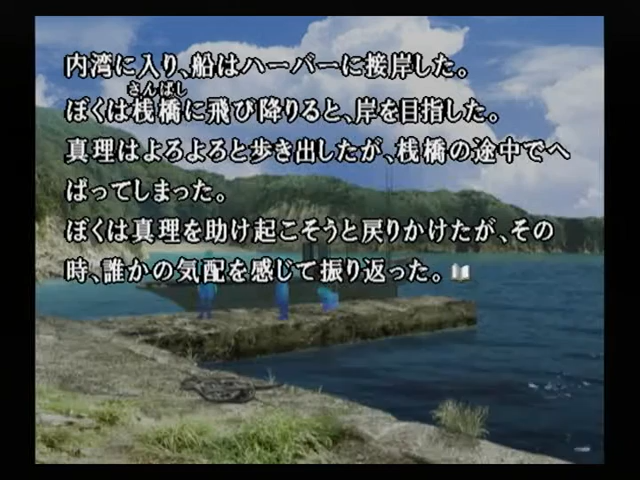 内湾に入り、船はハーバーに接岸した。
さんばし
ぼくは桟橋に飛び降りると、岸を目指した。
真理はよろよろと歩き出したが、桟橋の途中でへ
ばってしまった。
ぼくは真理を助け起こそうと戻りかけたが、その
時、誰かの気配を感じて振り返った。